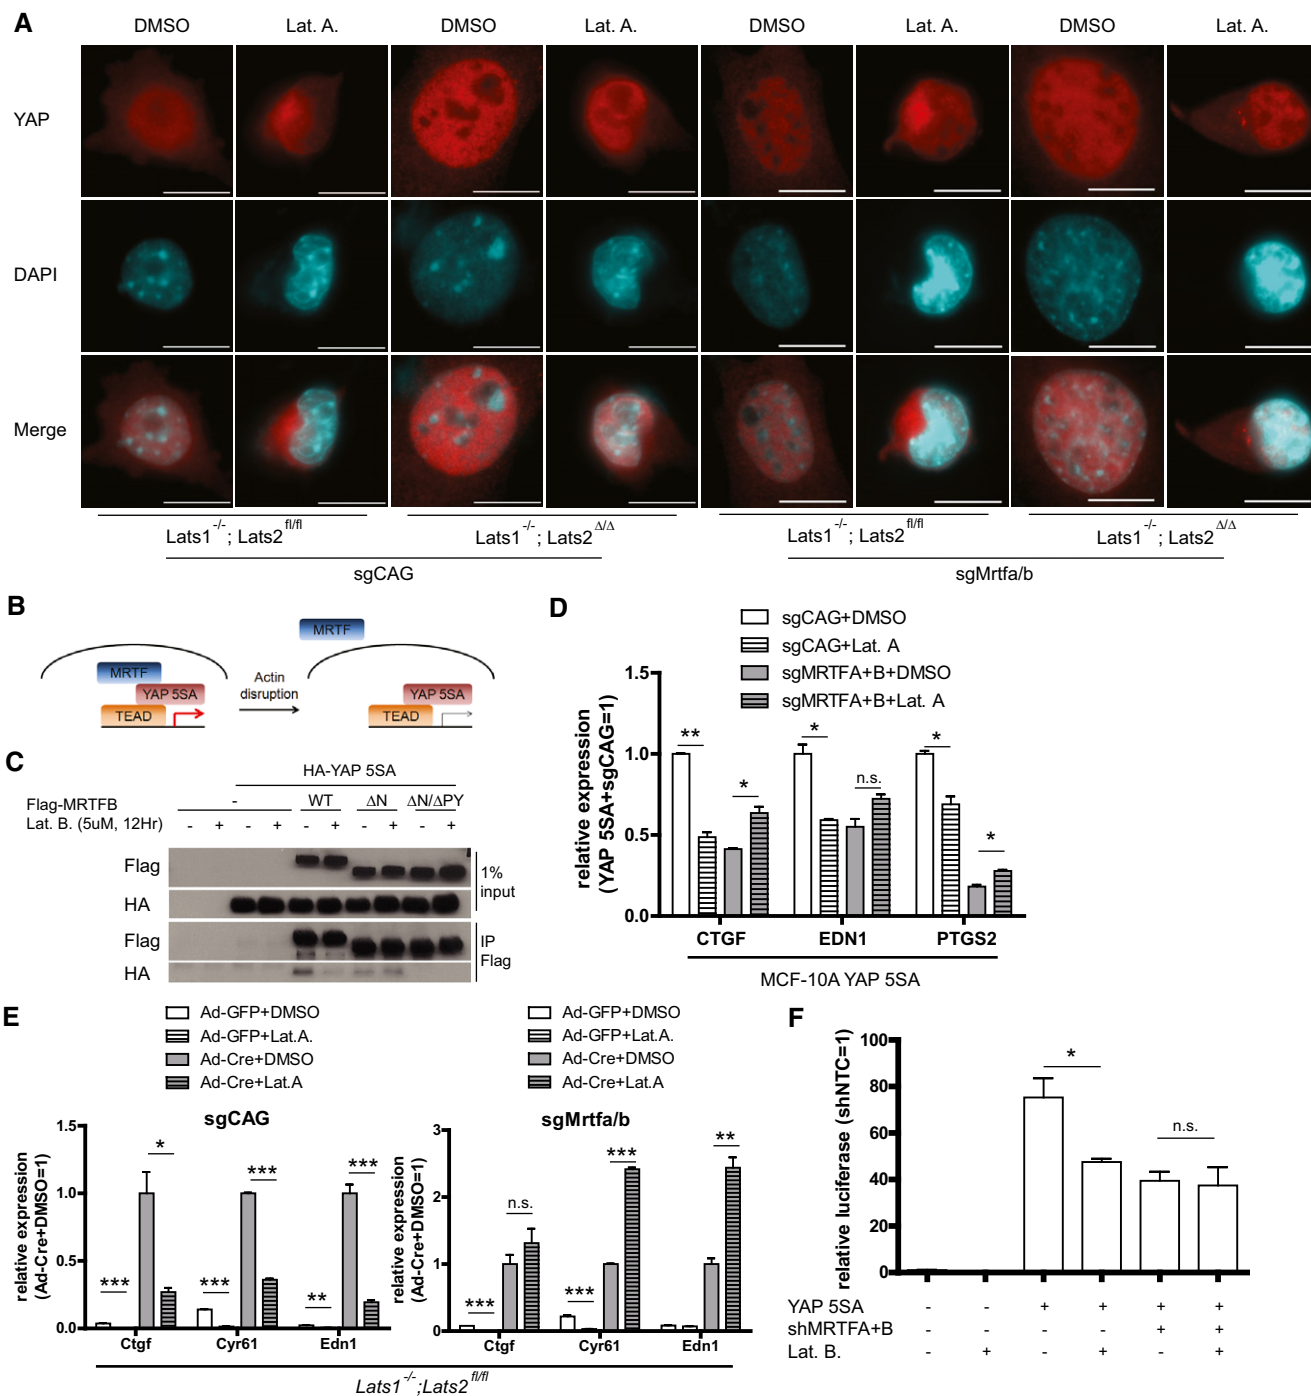 A
DMSO Lat. A. DMSO Lat. A. DMSO Lat. A. DMSO Lat. A.
YAP
DAPI
Merge
Lats1-/-; Lats2fl/fl Lats1-/-; Lats2Δ/Δ Lats1-/-; Lats2fl/fl Lats1-/-; Lats2Δ/Δ
sgCAG sgMrtfa/b
B
MRTF
YAP 5SA
TEAD
Actin
disruption
MRTF
YAP 5SA
TEAD
C
HA-YAP 5SA
Flag-MRTFB - WT ΔN ΔN/ΔPY
Lat. B. (5uM, 12Hr) - + - + - + - + - +
Flag
HA
1%
input
Flag
HA
IP
Flag
D
sgCAG+DMSO
sgCAG+Lat. A
sgMRTFA+B+DMSO
sgMRTFA+B+Lat. A
relative expression
(YAP 5SA+sgCAG=1)
1.5
1.0
0.5
0.0
** * * n.s. * *
CTGF EDN1 PTGS2
MCF-10A YAP 5SA
E
Ad-GFP+DMSO
Ad-GFP+Lat.A.
Ad-Cre+DMSO
Ad-Cre+Lat.A
sgCAG
relative expression
(Ad-Cre+DMSO=1)
1.5
1.0
0.5
0.0
*** * *** *** ** ***
Ctgf Cyr61 Edn1
Ad-GFP+DMSO
Ad-GFP+Lat.A.
Ad-Cre+DMSO
Ad-Cre+Lat.A
sgMrtfa/b
relative expression
(Ad-Cre+DMSO=1)
3
2
1
0
*** n.s. *** *** **
Ctgf Cyr61 Edn1
Lats1-/-;Lats2fl/fl
F
relative luciferase (shNTC=1)
100
80
60
40
20
0
* n.s.
YAP 5SA - - + + + +
shMRTFA+B - - - - + +
Lat. B. - + - + - +